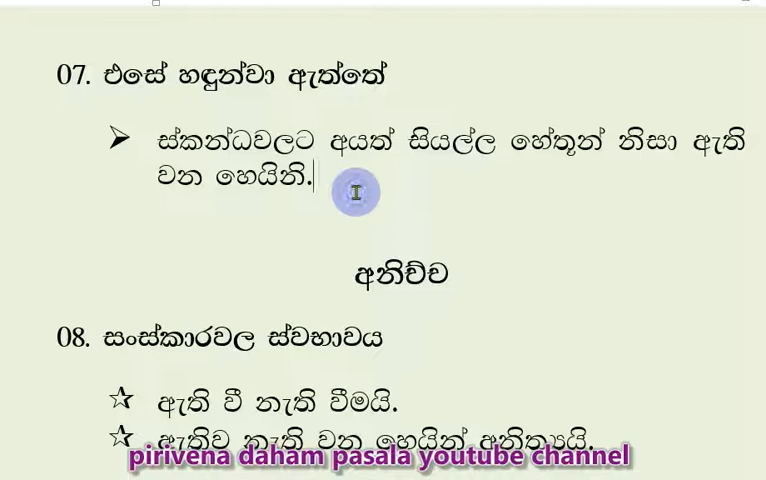 07. එසේ හඳුන්වා ඇත්තේ
➢ ස්කන්ධවලට අයත් සියල්ල හේතූන් නිසා ඇති
වන හෙයිනි.
අනිච්ච
08. සංස්කාරවල ස්වභාවය
☆ ඇති වී නැති වීමයි.
☆ ඇතිව නැති වන හෙයින් අනිත්‍යයි.
pirivena daham pasala youtube channel